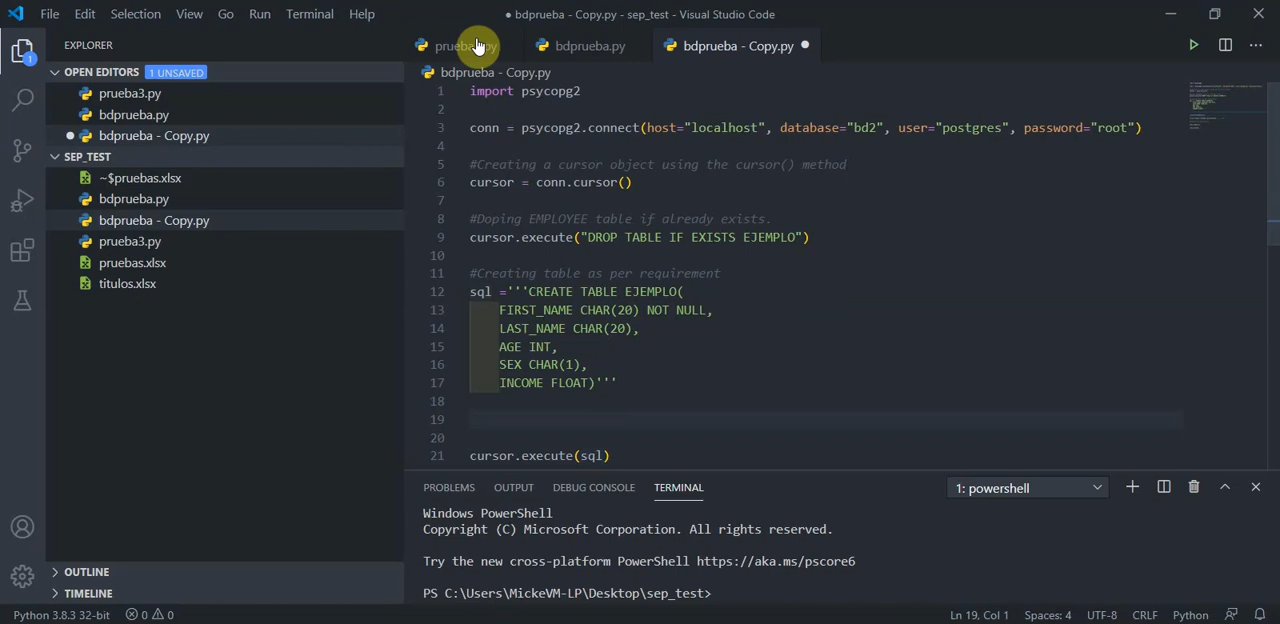 File Edit Selection View Go Run Terminal Help
● bdprueba - Copy.py - sep_test - Visual Studio Code
EXPLORER
OPEN EDITORS 1 UNSAVED
prueba3.py
bdprueba.py
bdprueba - Copy.py
SEP_TEST
~$pruebas.xlsx
bdprueba.py
bdprueba - Copy.py
prueba3.py
pruebas.xlsx
titulos.xlsx
OUTLINE
TIMELINE
bdprueba.py
bdprueba - Copy.py
bdprueba - Copy.py
1 import psycopg2
2
3 conn = psycopg2.connect(host="localhost", database="bd2", user="postgres", password="root")
4
5 #Creating a cursor object using the cursor() method
6 cursor = conn.cursor()
7
8 #Doping EMPLOYEE table if already exists.
9 cursor.execute("DROP TABLE IF EXISTS EJEMPLO")
10
11 #Creating table as per requirement
12 sql ='''CREATE TABLE EJEMPLO(
13 FIRST_NAME CHAR(20) NOT NULL,
14 LAST_NAME CHAR(20),
15 AGE INT,
16 SEX CHAR(1),
17 INCOME FLOAT)'''
18
19
20
21 cursor.execute(sql)
PROBLEMS OUTPUT DEBUG CONSOLE TERMINAL 1: powershell
Windows PowerShell
Copyright (C) Microsoft Corporation. All rights reserved.
Try the new cross-platform PowerShell https://aka.ms/pscore6
PS C:\Users\MickeVM-LP\Desktop\sep_test>
Python 3.8.3 32-bit 0 0 Ln 19, Col 1 Spaces: 4 UTF-8 CRLF Python